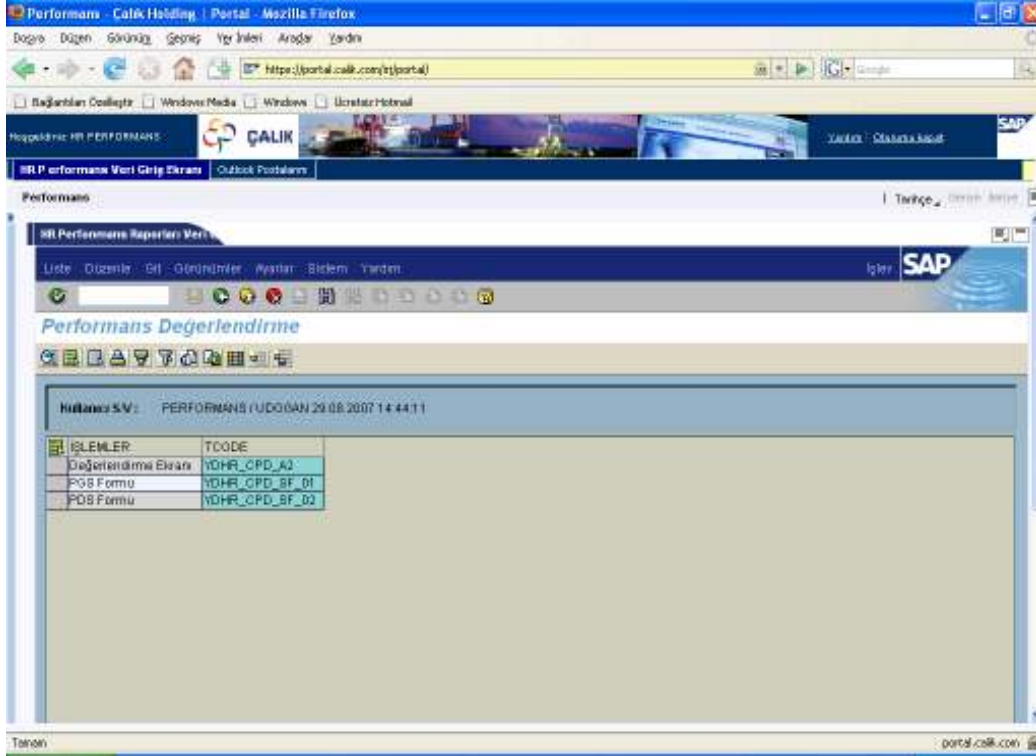 Performans - Çalık Holding | Portal - Mozilla Firefox
Dosya Düzen Görünüm Geçmiş Yer İmleri Araçlar Yardım
https://portal.calik.com/irj/portal
Google
Bağlantıları Özelleştir Windows Media Windows Ücretsiz Hotmail
Hoşgeldiniz HR PERFORMANS ÇALIK Yardım Oturumu kapat SAP
HR Performans Veri Giriş Ekranı Outlook Postalarım
Performans Tarihçe
HR Performans Raporları Veri
Liste Düzenle Git Görünümler Ayarlar Sistem Yardım İşlev SAP
Performans Değerlendirme
Kullanıcı S/V : PERFORMANS / UDOGAN 29.08.2007 14:44:11
İŞLEMLER TCODE
Değerlendirme Ekranı YDHR_CPD_A2
PGS Formu YDHR_CPD_SF_01
PDS Formu YDHR_CPD_SF_02
Tamam portal.calik.com